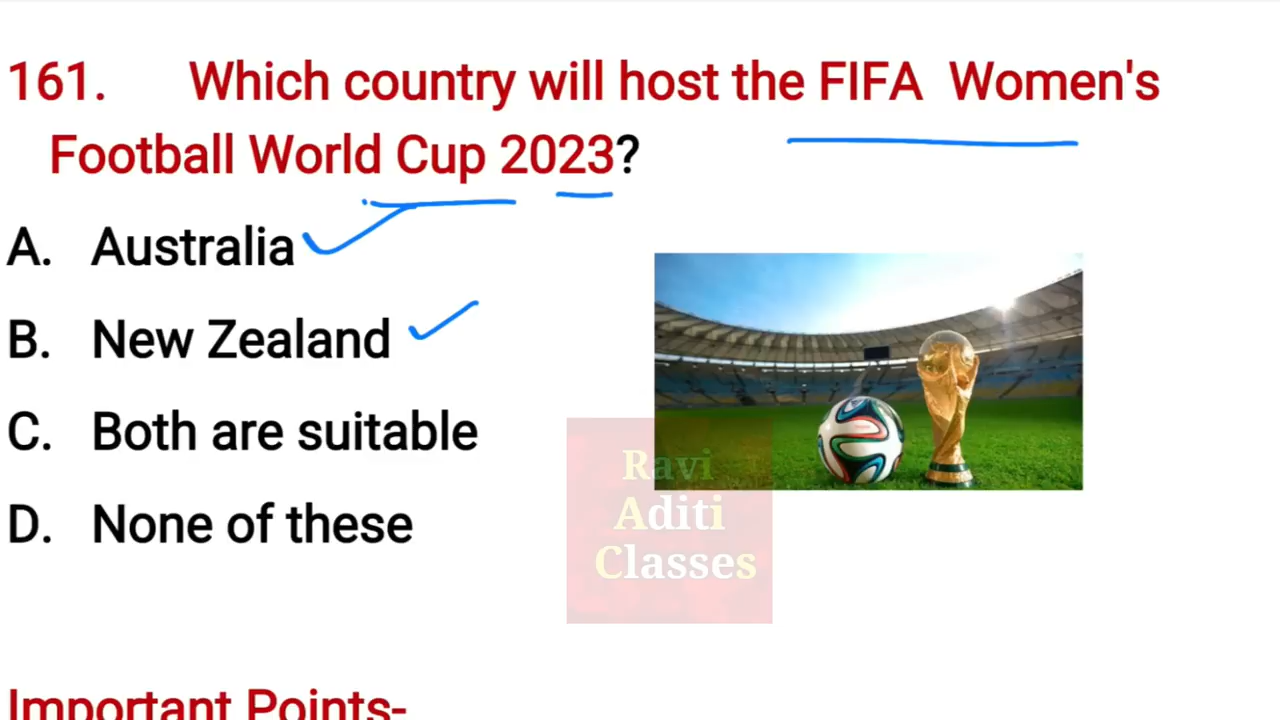 161. Which country will host the FIFA Women's
Football World Cup 2023?
A. Australia
B. New Zealand
C. Both are suitable
D. None of these
Ravi
Aditi
Classes
Important Points-